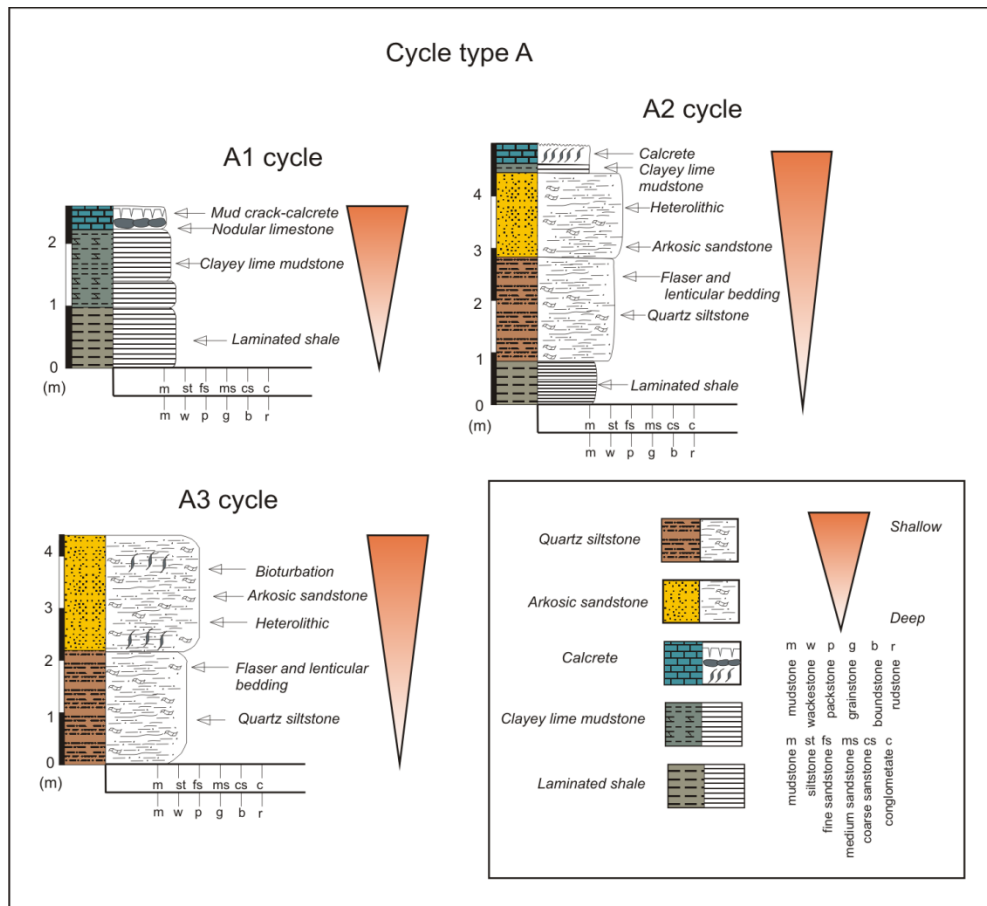 Cycle type A
A1 cycle
Mud crack-calcrete
Nodular limestone
Clayey lime mudstone
Laminated shale
2
1
0
(m)
m st fs ms cs c
m w p g b r
A2 cycle
Calcrete
Clayey lime
mudstone
Heterolithic
Arkosic sandstone
Flaser and
lenticular bedding
Quartz siltstone
Laminated shale
4
3
2
1
0
(m)
m st fs ms cs c
m w p g b r
A3 cycle
Bioturbation
Arkosic sandstone
Heterolithic
Flaser and lenticular
bedding
Quartz siltstone
4
3
2
1
0
(m)
m st fs ms cs c
m w p g b r
Quartz siltstone
Arkosic sandstone
Calcrete
Clayey lime mudstone
Laminated shale
Shallow
Deep
m w p g b r
mudstone
wackestone
packstone
grainstone
boundstone
rudstone
m st fs ms cs c
mudstone
siltstone
fine sandstone
medium sandstone
coarse sanstone
conglometate